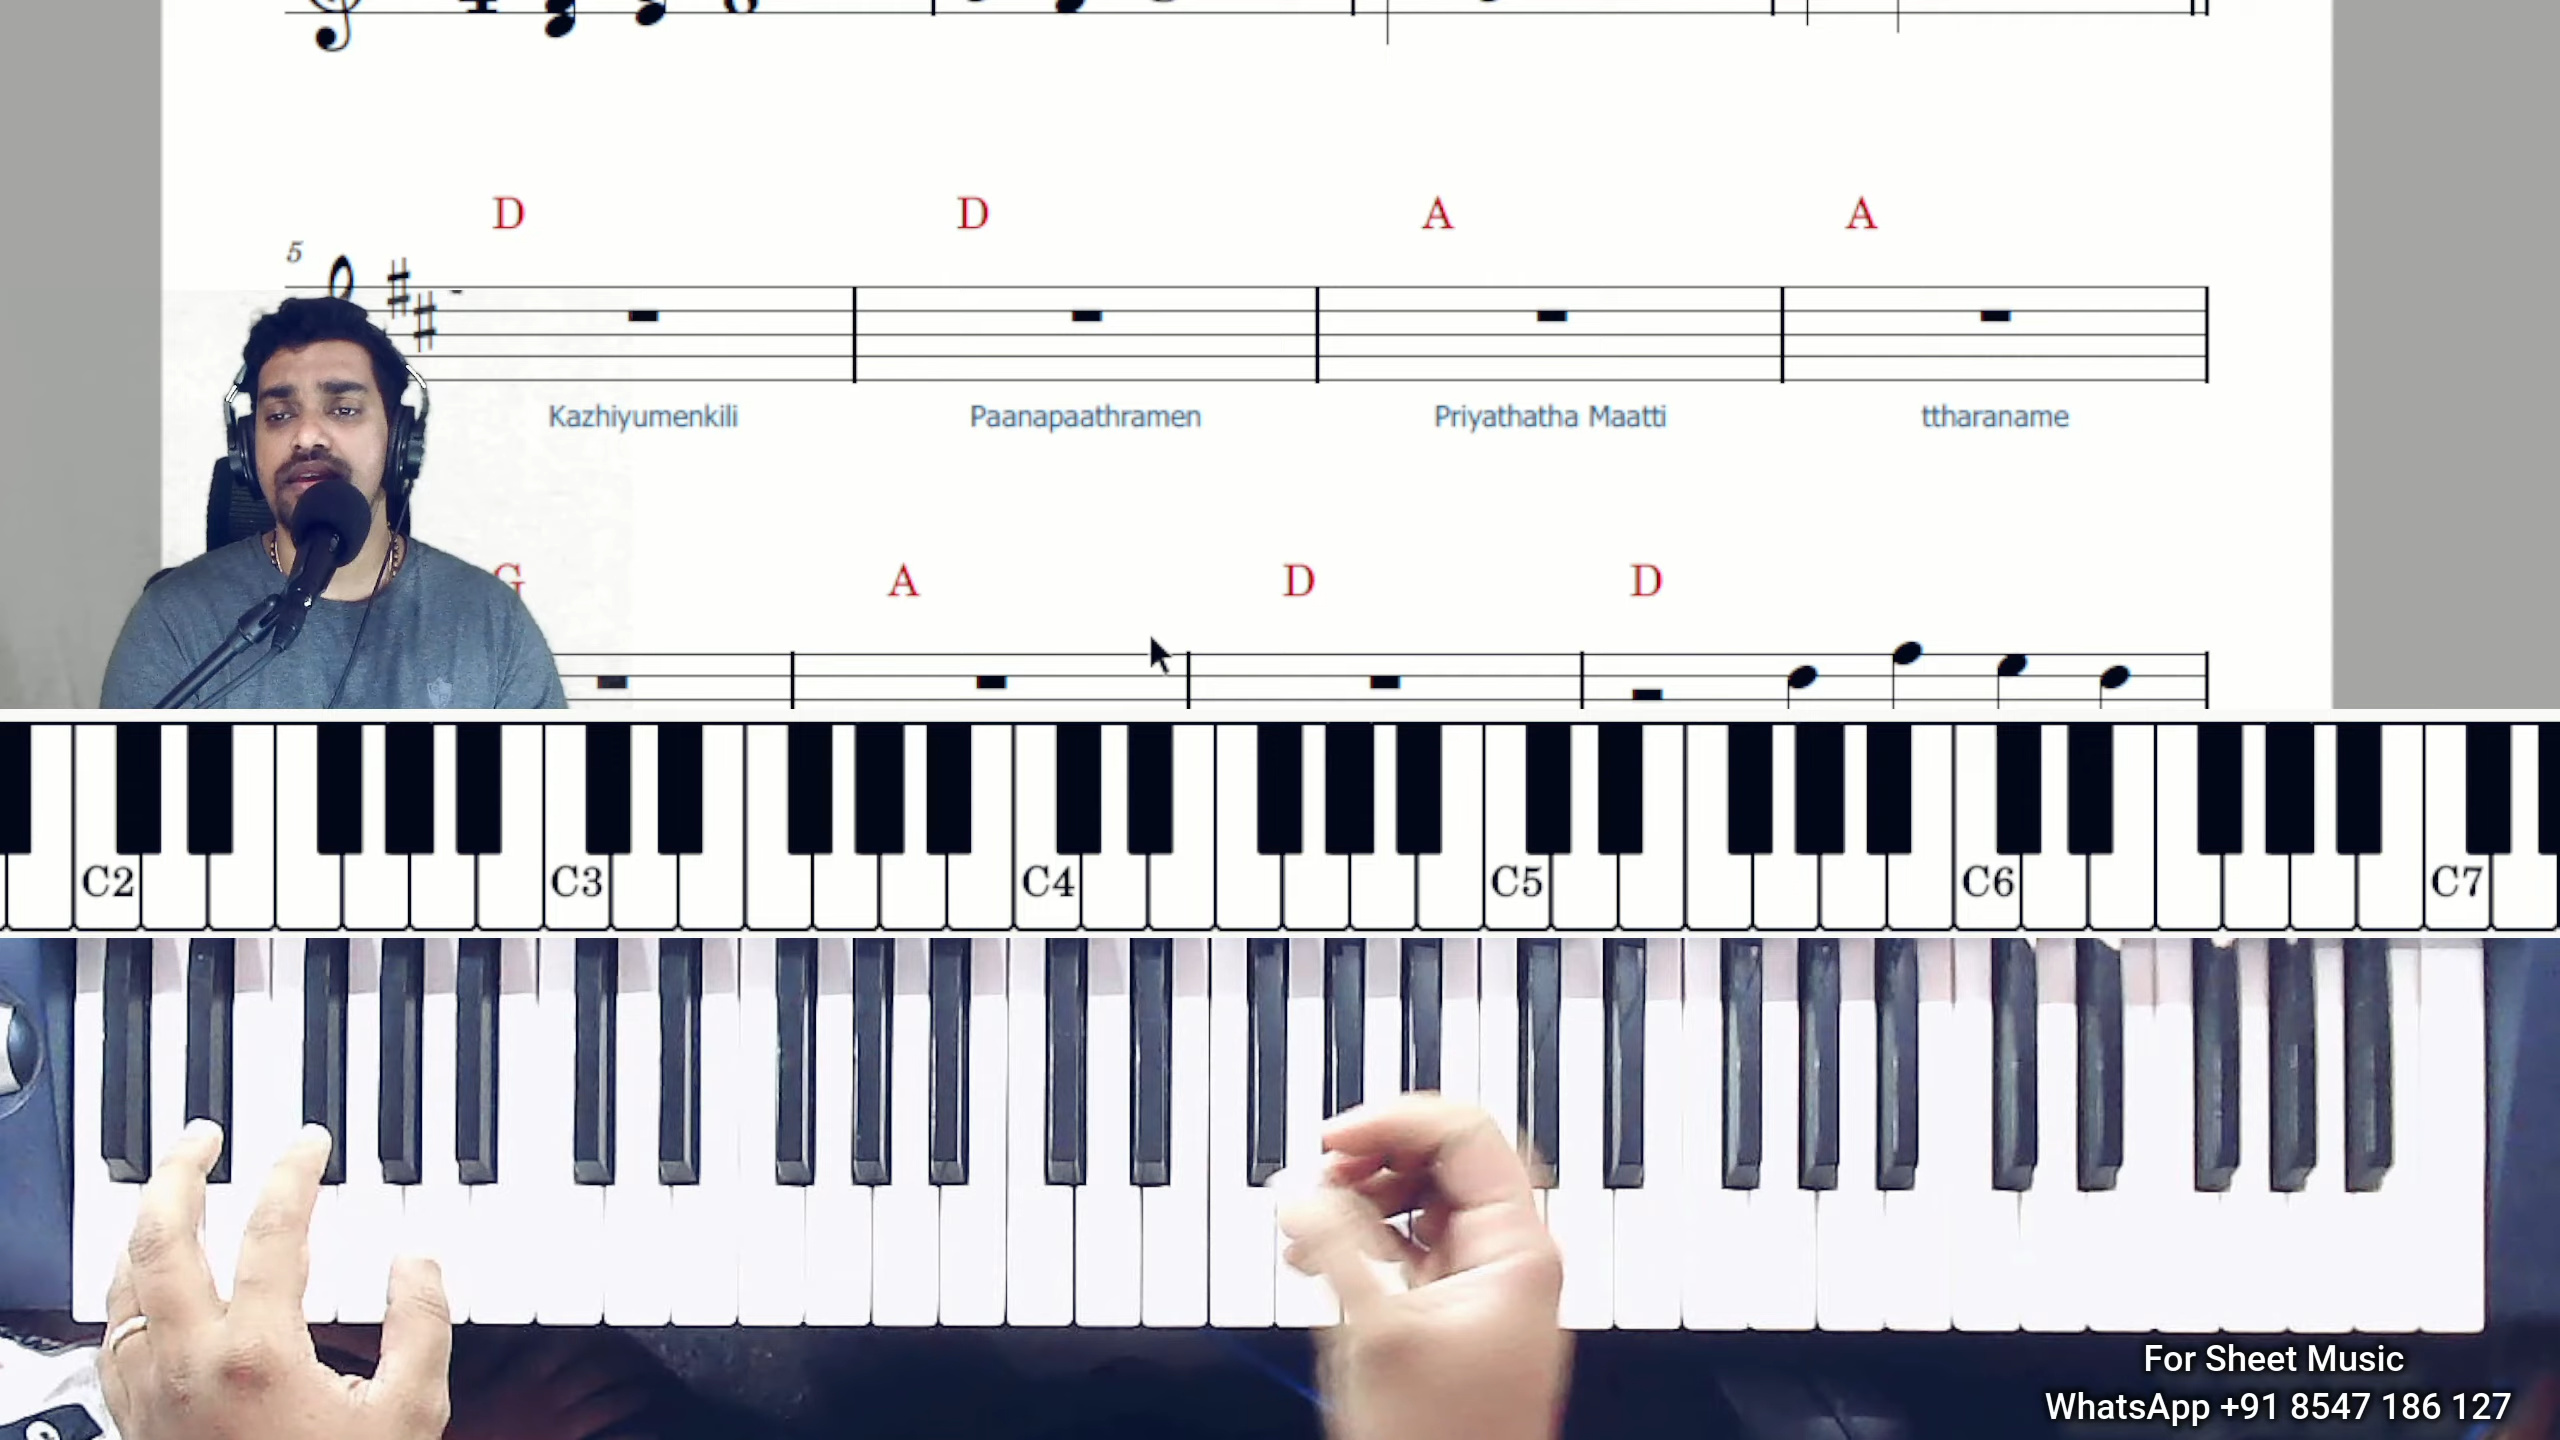 D D A A
5
Kazhiyumenkili Paanapaathramen Priyathatha Maatti ttharaname
G A D D
C2 C3 C4 C5 C6 C7
For Sheet Music
WhatsApp +91 8547 186 127